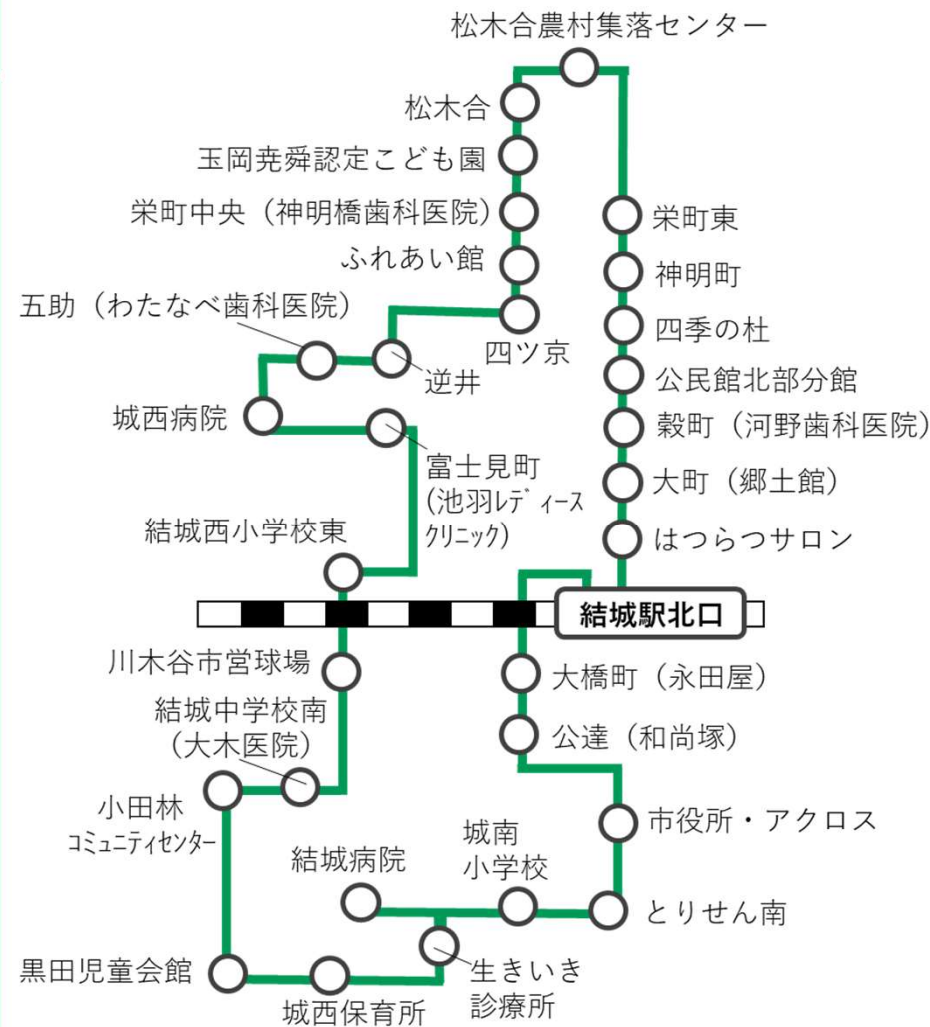 松木合農村集落センター
松木合
玉岡尭舜認定こども園
栄町中央（神明橋歯科医院）
ふれあい館
四ツ京
逆井
五助（わたなべ歯科医院）
城西病院
富士見町
(池羽ﾚﾃﾞｨｰｽ
ｸﾘﾆｯｸ)
結城西小学校東
栄町東
神明町
四季の杜
公民館北部分館
穀町（河野歯科医院）
大町（郷土館）
はつらつサロン
結城駅北口
川木谷市営球場
結城中学校南
（大木医院）
小田林
ｺﾐｭﾆﾃｨｾﾝﾀｰ
黒田児童会館
城西保育所
生きいき
診療所
結城病院
城南
小学校
とりせん南
市役所・アクロス
公達（和尚塚）
大橋町（永田屋）